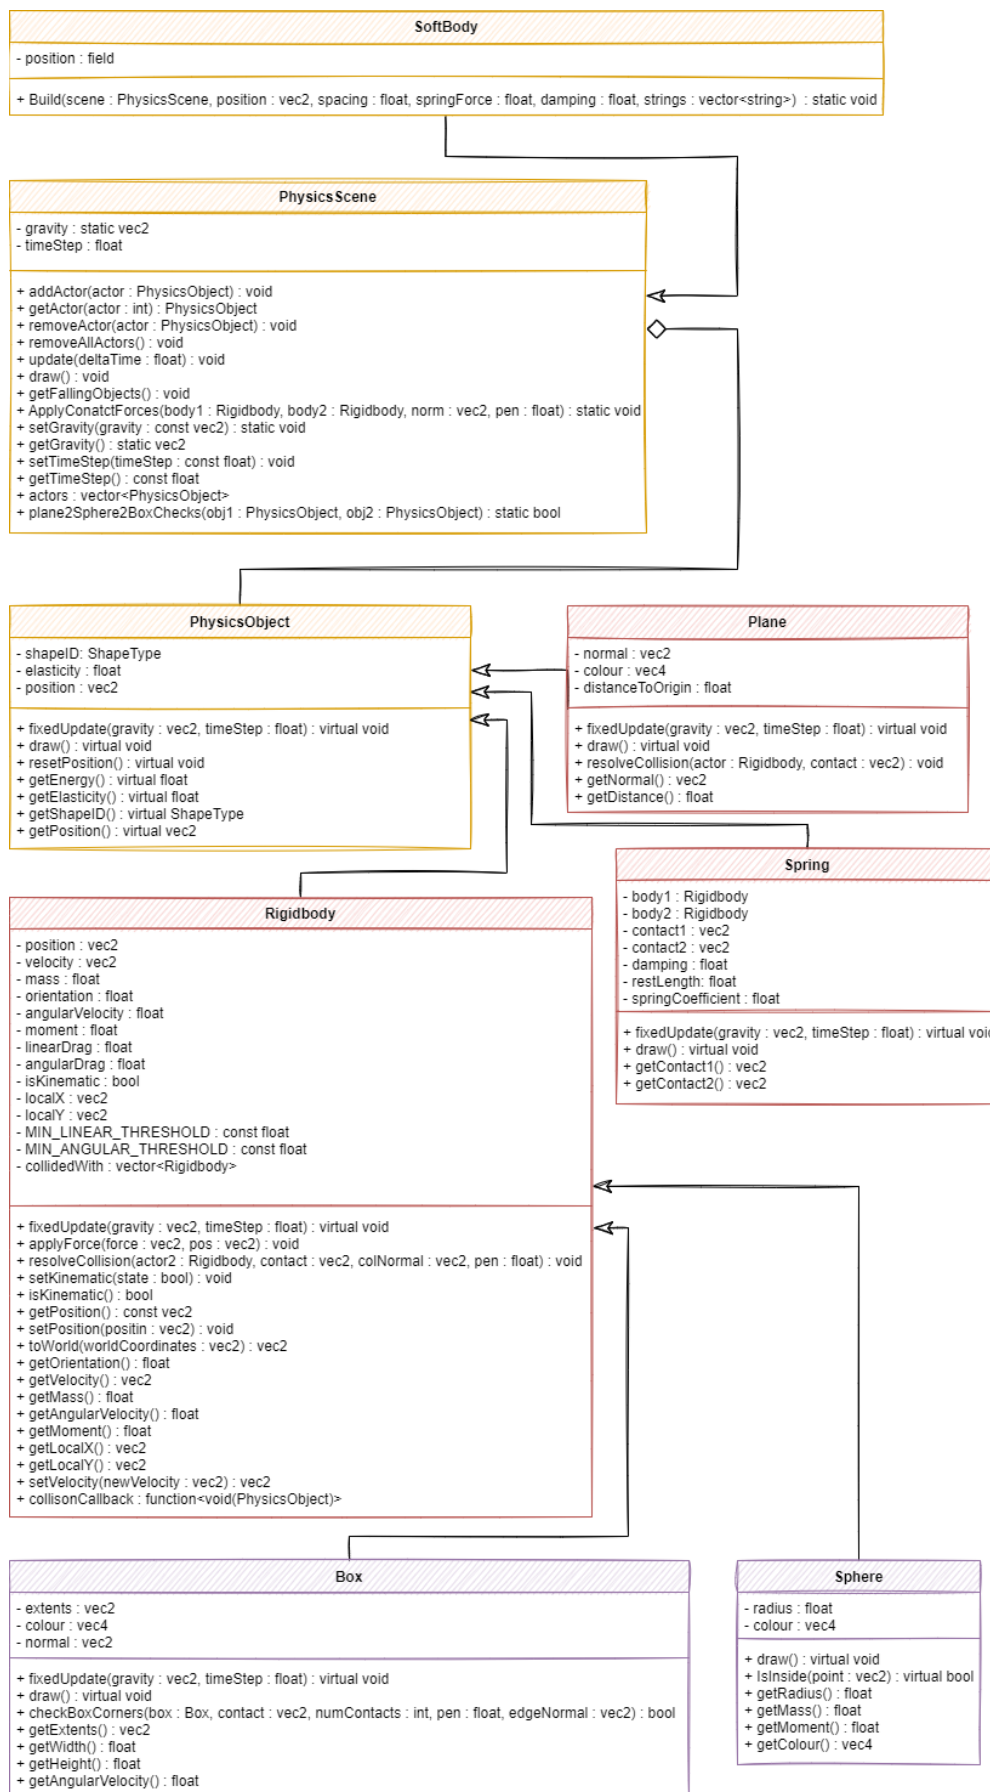 SoftBody
- position : field
+ Build(scene : PhysicsScene, position : vec2, spacing : float, springForce : float, damping : float, strings : vector<string>) : static void
PhysicsScene
- gravity : static vec2
- timeStep : float
+ addActor(actor : PhysicsObject) : void
+ getActor(actor : int) : PhysicsObject
+ removeActor(actor : PhysicsObject) : void
+ removeAllActors() : void
+ update(deltaTime : float) : void
+ draw() : void
+ getFallingObjects() : void
+ ApplyConatctForces(body1 : Rigidbody, body2 : Rigidbody, norm : vec2, pen : float) : static void
+ setGravity(gravity : const vec2) : static void
+ getGravity() : static vec2
+ setTimeStep(timeStep : const float) : void
+ getTimeStep() : const float
+ actors : vector<PhysicsObject>
+ plane2Sphere2BoxChecks(obj1 : PhysicsObject, obj2 : PhysicsObject) : static bool
PhysicsObject
- shapeID: ShapeType
- elasticity : float
- position : vec2
+ fixedUpdate(gravity : vec2, timeStep : float) : virtual void
+ draw() : virtual void
+ resetPosition() : virtual void
+ getEnergy() : virtual float
+ getElasticity() : virtual float
+ getShapeID() : virtual ShapeType
+ getPosition() : virtual vec2
Plane
- normal : vec2
- colour : vec4
- distanceToOrigin : float
+ fixedUpdate(gravity : vec2, timeStep : float) : virtual void
+ draw() : virtual void
+ resolveCollision(actor : Rigidbody, contact : vec2) : void
+ getNormal() : vec2
+ getDistance() : float
Spring
- body1 : Rigidbody
- body2 : Rigidbody
- contact1 : vec2
- contact2 : vec2
- damping : float
- restLength: float
- springCoefficient : float
+ fixedUpdate(gravity : vec2, timeStep : float) : virtual void
+ draw() : virtual void
+ getContact1() : vec2
+ getContact2() : vec2
Rigidbody
- position : vec2
- velocity : vec2
- mass : float
- orientation : float
- angularVelocity : float
- moment : float
- linearDrag : float
- angularDrag : float
- isKinematic : bool
- localX : vec2
- localY : vec2
- MIN_LINEAR_THRESHOLD : const float
- MIN_ANGULAR_THRESHOLD : const float
- collidedWith : vector<Rigidbody>
+ fixedUpdate(gravity : vec2, timeStep : float) : virtual void
+ applyForce(force : vec2, pos : vec2) : void
+ resolveCollision(actor2 : Rigidbody, contact : vec2, colNormal : vec2, pen : float) : void
+ setKinematic(state : bool) : void
+ isKinematic() : bool
+ getPosition() : const vec2
+ setPosition(positin : vec2) : void
+ toWorld(worldCoordinates : vec2) : vec2
+ getOrientation() : float
+ getVelocity() : vec2
+ getMass() : float
+ getAngularVelocity() : float
+ getMoment() : float
+ getLocalX() : vec2
+ getLocalY() : vec2
+ setVelocity(newVelocity : vec2) : vec2
+ collisonCallback : function<void(PhysicsObject)>
Box
- extents : vec2
- colour : vec4
- normal : vec2
+ fixedUpdate(gravity : vec2, timeStep : float) : virtual void
+ draw() : virtual void
+ checkBoxCorners(box : Box, contact : vec2, numContacts : int, pen : float, edgeNormal : vec2) : bool
+ getExtents() : vec2
+ getWidth() : float
+ getHeight() : float
+ getAngularVelocity() : float
Sphere
- radius : float
- colour : vec4
+ draw() : virtual void
+ IsInside(point : vec2) : virtual bool
+ getRadius() : float
+ getMass() : float
+ getMoment() : float
+ getColour() : vec4